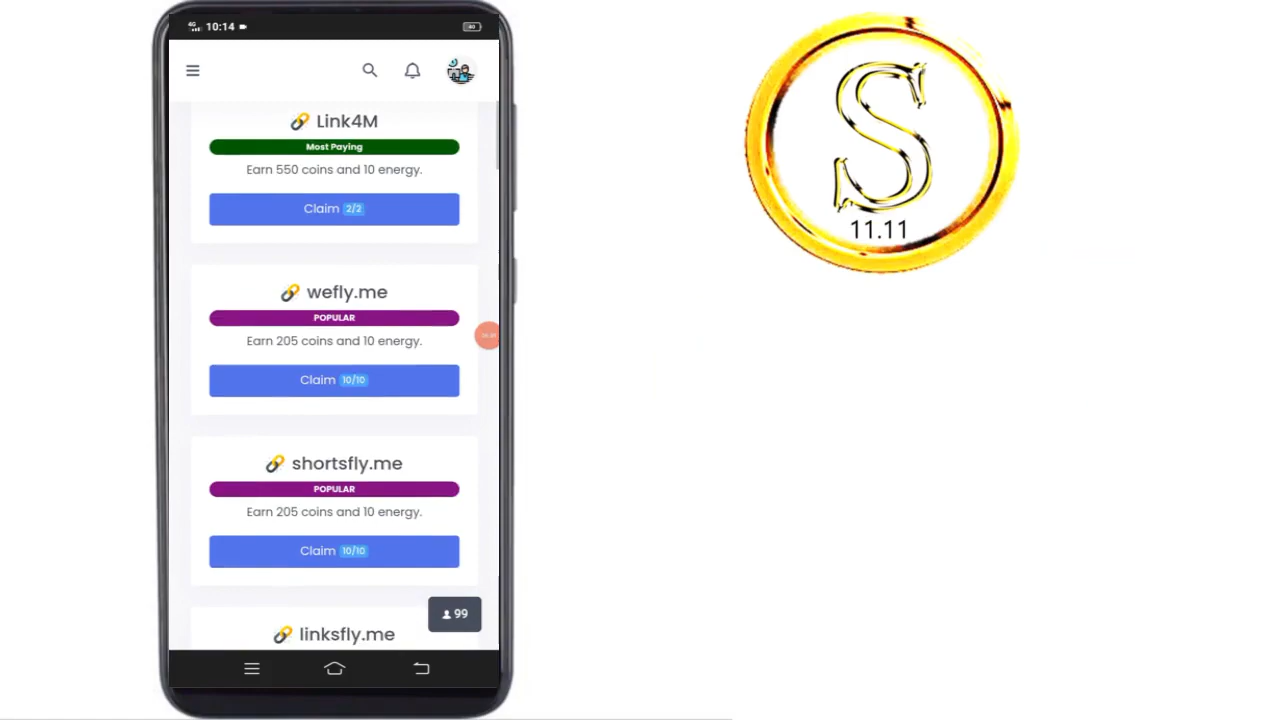 4G 10:14
Link4M
Most Paying
Earn 550 coins and 10 energy.
Claim 2/2
wefly.me
POPULAR
Earn 205 coins and 10 energy.
Claim 10/10
shortsfly.me
POPULAR
Earn 205 coins and 10 energy.
Claim 10/10
99
linksfly.me
S
11.11